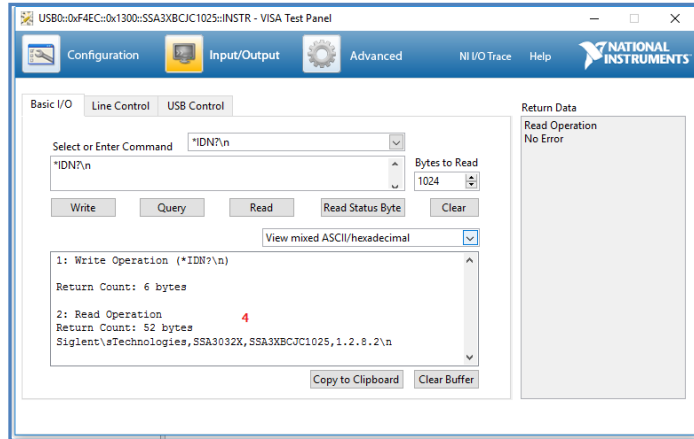 USB0::0xF4EC::0x1300::SSA3XBCJC1025::INSTR - VISA Test Panel
Configuration Input/Output Advanced NI I/O Trace Help NATIONAL INSTRUMENTS
Basic I/O Line Control USB Control
Return Data
Read Operation
No Error
Select or Enter Command *IDN?\n
*IDN?\n
Bytes to Read
1024
Write Query Read Read Status Byte Clear
View mixed ASCII/hexadecimal
1: Write Operation (*IDN?\n)
Return Count: 6 bytes
2: Read Operation
4
Return Count: 52 bytes
Siglent\sTechnologies,SSA3032X,SSA3XBCJC1025,1.2.8.2\n
Copy to Clipboard Clear Buffer